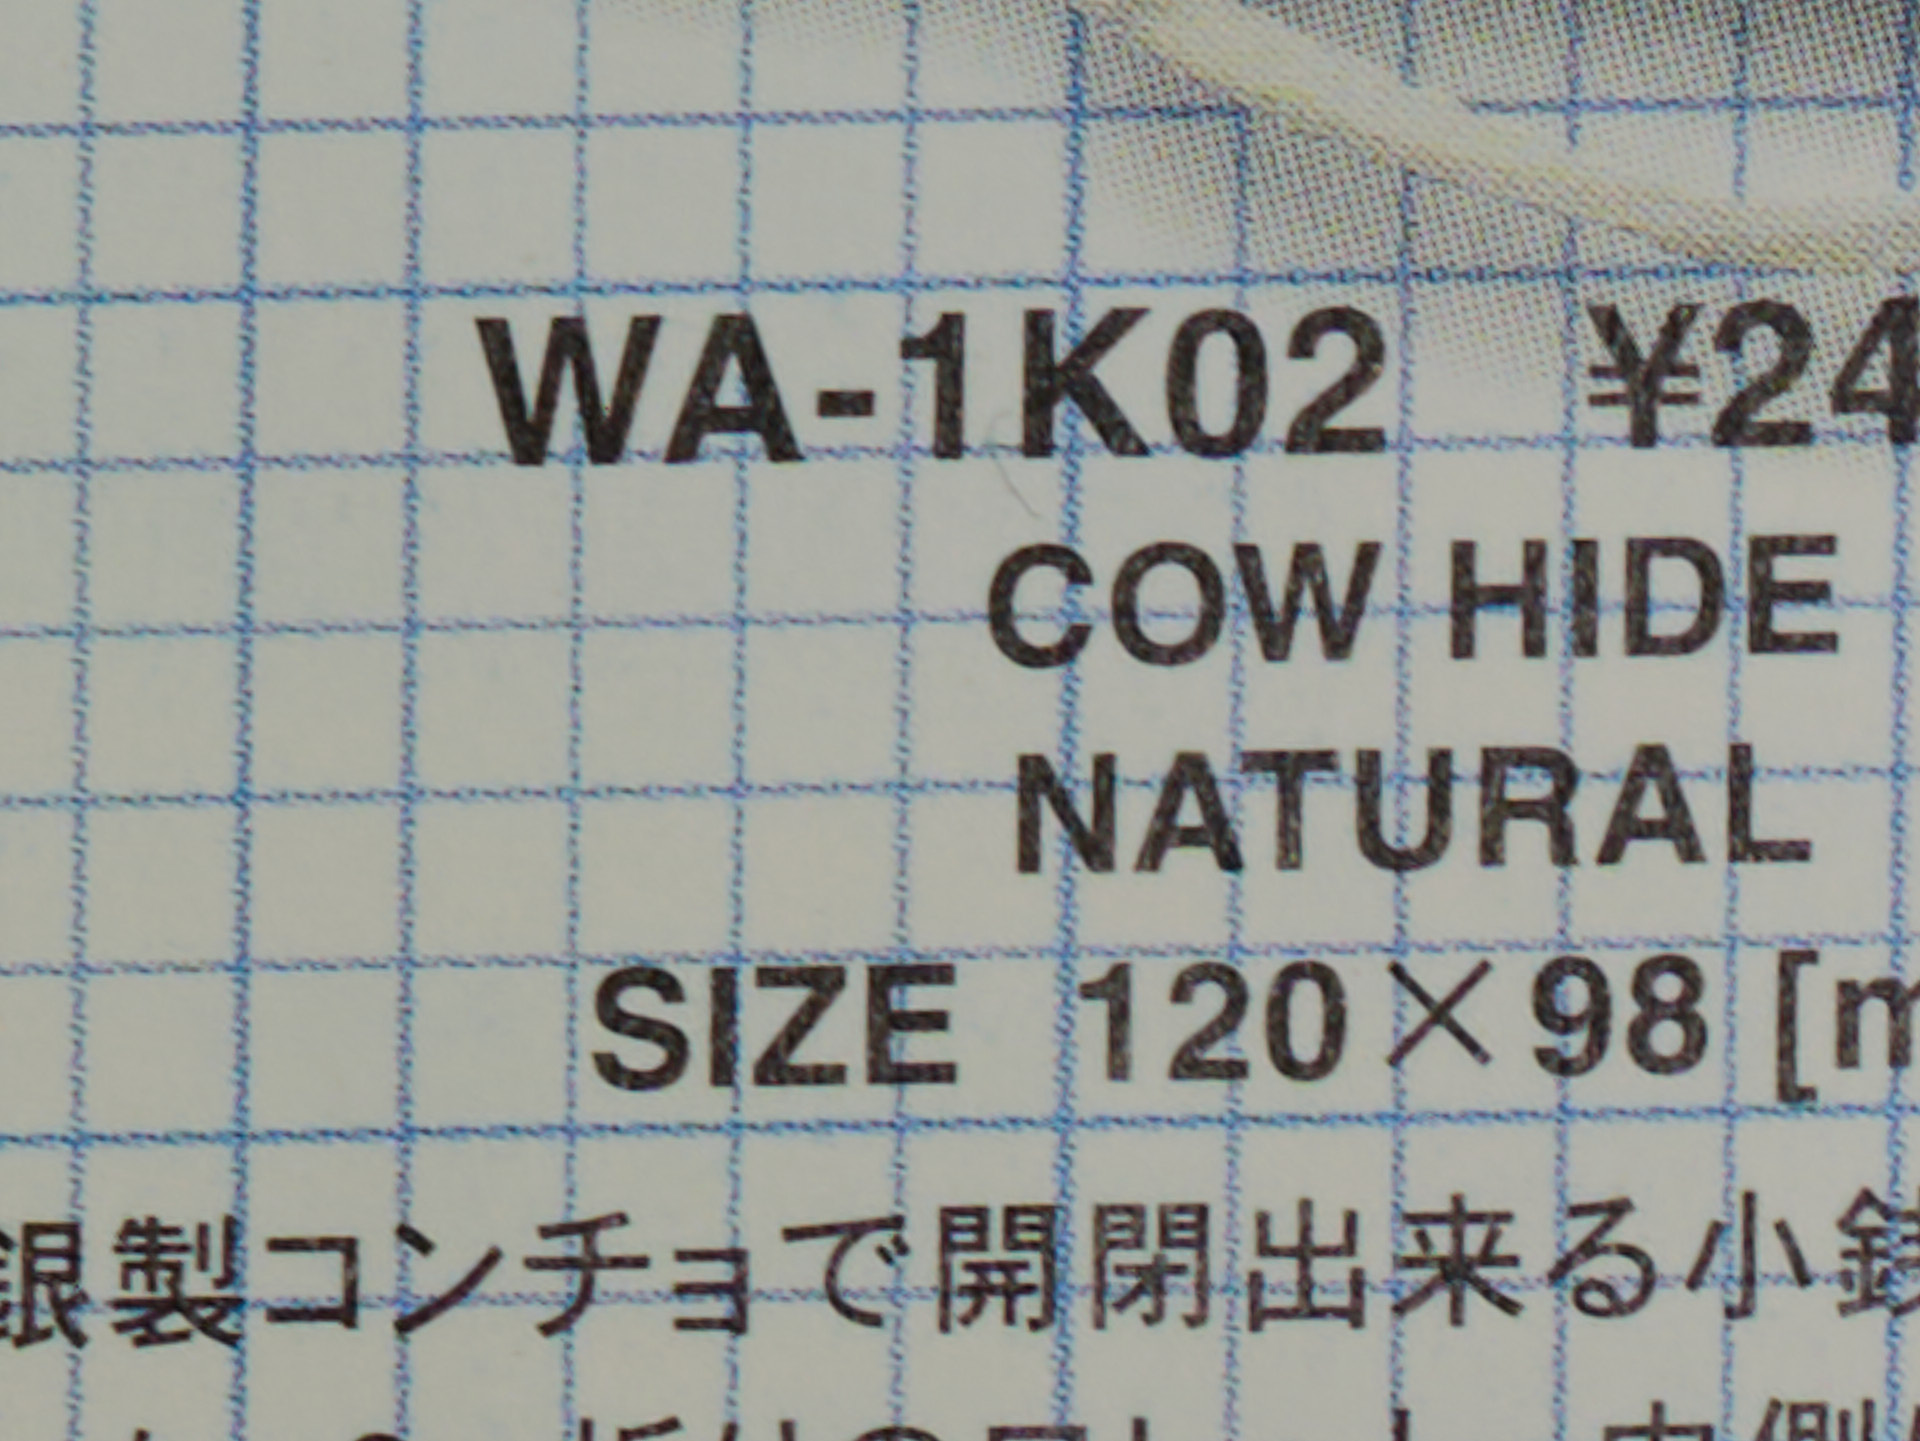 WA-1K02 ¥24
COW HIDE
NATURAL
SIZE 120×98 [m
銀製コンチョで開閉出来る小銭